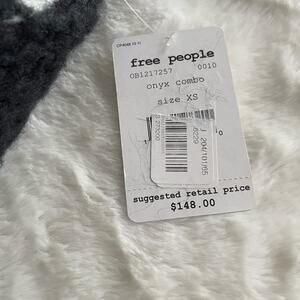 free people
OB1217257 0010
onyx combo
size XS
suggested retail price
$148.00